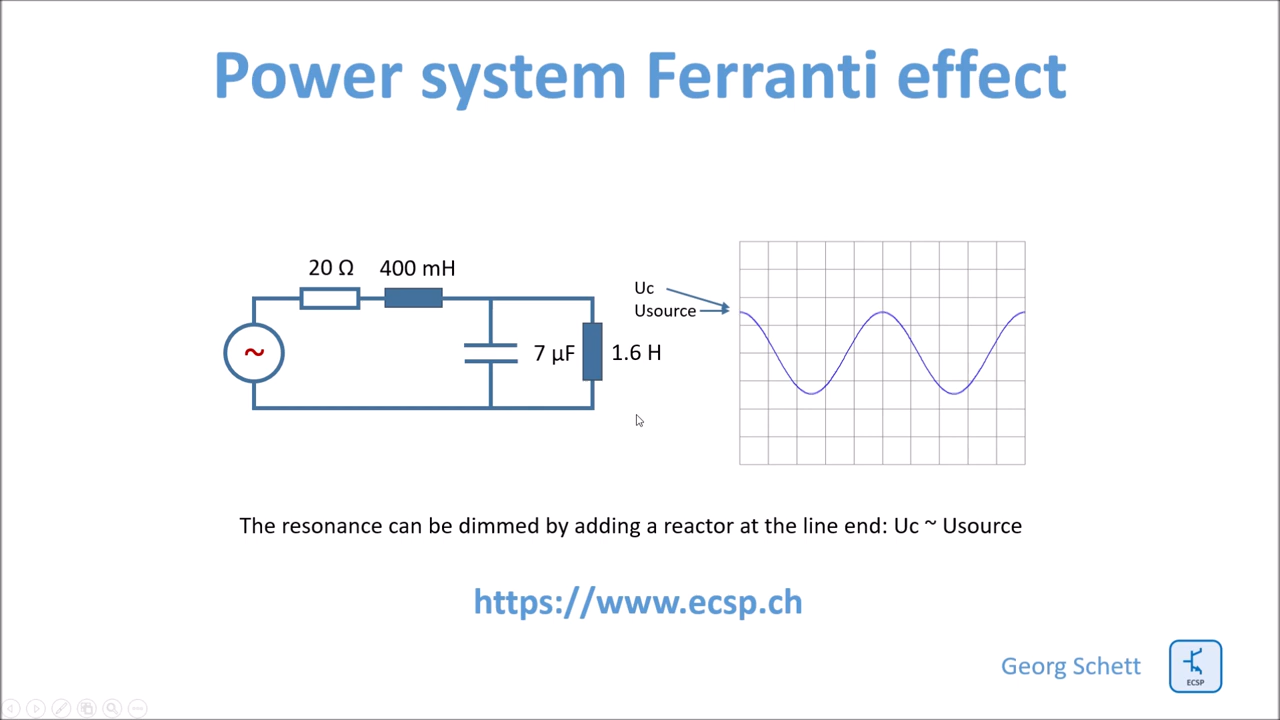 Power system Ferranti effect
20 Ω 400 mH
Uc
Usource
~
7 µF 1.6 H
The resonance can be dimmed by adding a reactor at the line end: Uc ~ Usource
https://www.ecsp.ch
Georg Schett
ECSP